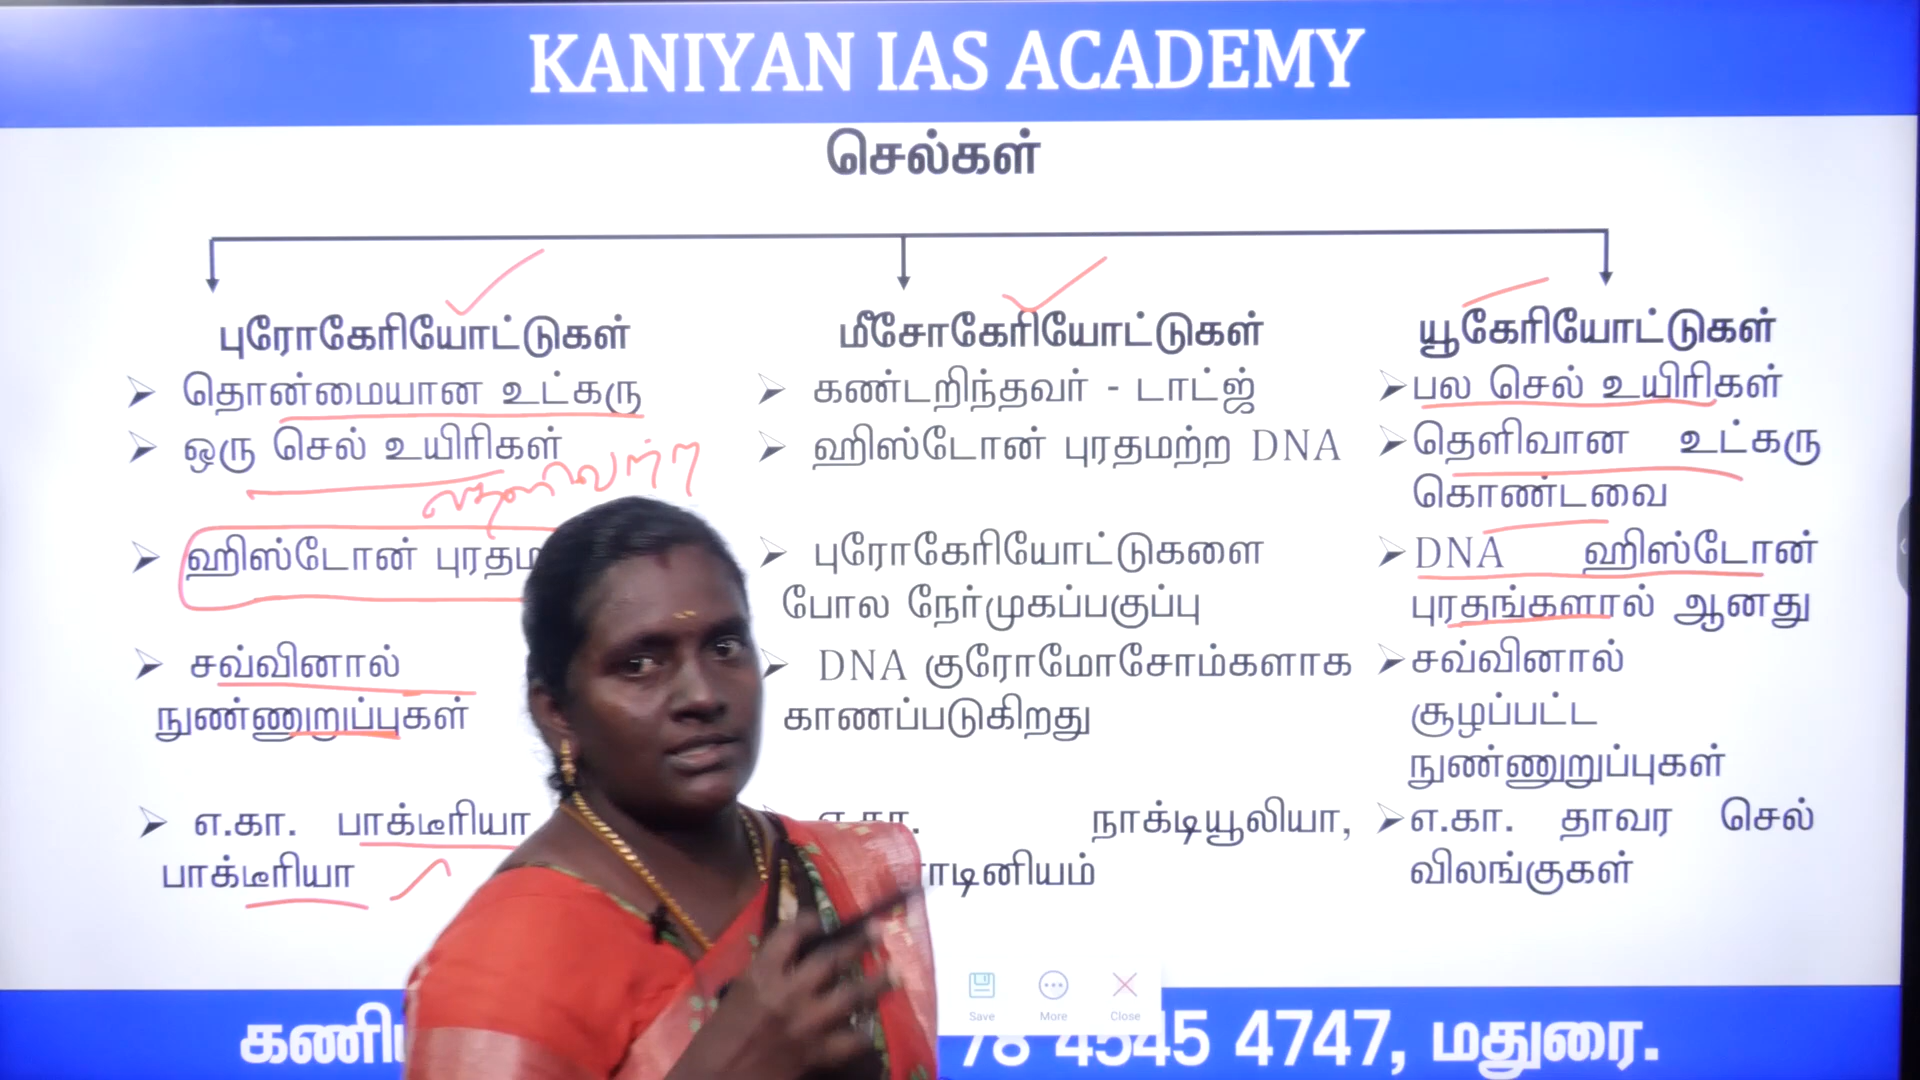 KANIYAN IAS ACADEMY
செல்கள்
புரோகேரியோட்டுகள்
தொன்மையான உட்கரு
ஒரு செல் உயிரிகள்
தெளிவற்ற
ஹிஸ்டோன்
சவ்வினால்
நுண்ணுறுப்புகள்
எ.கா. பாக்டீரியா
பாக்டீரியா
மீசோகேரியோட்டுகள்
கண்டறிந்தவர் - டாட்ஜ்
ஹிஸ்டோன் புரதமற்ற DNA
புரோகேரியோட்டுகளை
போல நேர்முகப்பகுப்பு
DNA குரோமோசோம்களாக
காணப்படுகிறது
எ.கா. நாக்டியூலியா,
யூகேரியோட்டுகள்
பல செல் உயிரிகள்
தெளிவான உட்கரு
கொண்டவை
DNA ஹிஸ்டோன்
புரதங்களால் ஆனது
சவ்வினால்
சூழப்பட்ட
நுண்ணுறுப்புகள்
எ.கா. தாவர செல்
விலங்குகள்
Save More Close
78 4545 4747, மதுரை.